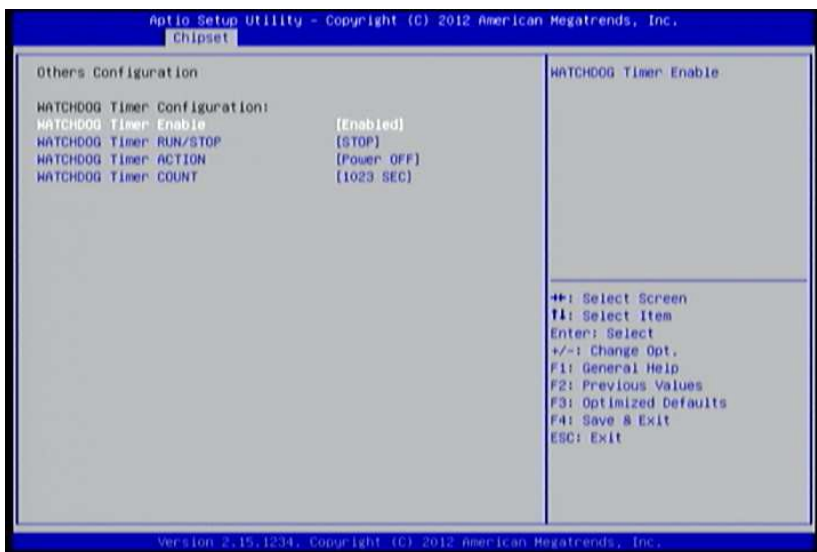 Aptio Setup Utility - Copyright (C) 2012 American Megatrends, Inc.
Chipset
Others Configuration
WATCHDOG Timer Configuration:
WATCHDOG Timer Enable [Enabled]
WATCHDOG Timer RUN/STOP [STOP]
WATCHDOG Timer ACTION [Power OFF]
WATCHDOG Timer COUNT [1023 SEC]
WATCHDOG Timer Enable
→←: Select Screen
↑↓: Select Item
Enter: Select
+/-: Change Opt.
F1: General Help
F2: Previous Values
F3: Optimized Defaults
F4: Save & Exit
ESC: Exit
Version 2.15.1234. Copyright (C) 2012 American Megatrends, Inc.